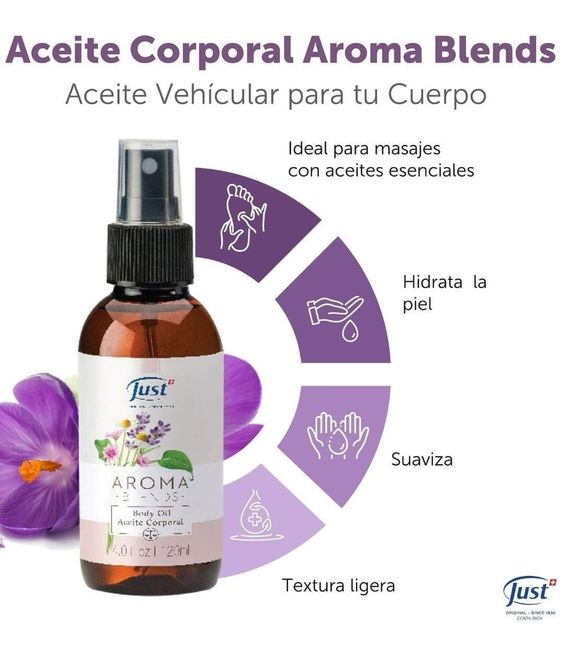 Aceite Corporal Aroma Blends
Aceite Vehícular para tu Cuerpo
Ideal para masajes
con aceites esenciales
Hidrata la
piel
Suaviza
Textura ligera
Just
AROMA
BLENDS
Body Oil
Aceite Corporal
4.0 fl oz | 120ml
Just
ORIGINAL - SINCE 1930
COSTA RICA